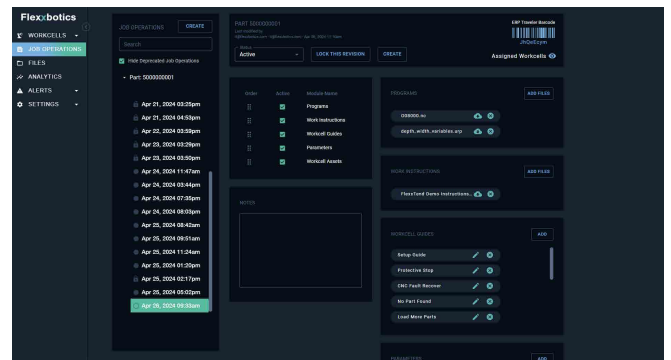 Flexxbotics
WORKCELLS
JOB OPERATIONS
FILES
ANALYTICS
ALERTS
SETTINGS
JOB OPERATIONS
CREATE
Search
Hide Deprecated Job Operations
Part: 5000000001
Apr 21, 2024 03:25pm
Apr 21, 2024 04:53pm
Apr 22, 2024 03:59pm
Apr 23, 2024 03:29pm
Apr 23, 2024 03:50pm
Apr 24, 2024 11:47am
Apr 24, 2024 03:44pm
Apr 24, 2024 07:35pm
Apr 24, 2024 08:03pm
Apr 25, 2024 08:42am
Apr 25, 2024 09:51am
Apr 25, 2024 11:24am
Apr 25, 2024 01:20pm
Apr 25, 2024 02:17pm
Apr 25, 2024 05:02pm
Apr 26, 2024 09:33am
PART 5000000001
Last modified by
Status
Active
LOCK THIS REVISION
CREATE
ERP Traveler Barcode
JhQeEcym
Assigned Workcells
Order
Active
Module Name
Programs
Work Instructions
Workcell Guides
Parameters
Workcell Assets
NOTES
PROGRAMS
ADD FILES
O08000.nc
depth_width_variables.urp
WORK INSTRUCTIONS
ADD FILES
FlexxTend Demo Instructions..
WORKCELL GUIDES
ADD
Setup Guide
Protective Stop
CNC Fault Recover
No Part Found
Load More Parts
PARAMETERS
ADD